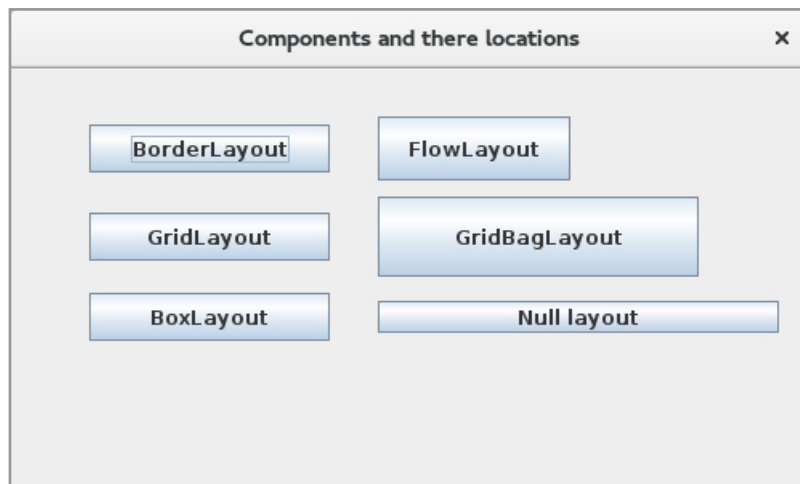 Components and there locations
BorderLayout
FlowLayout
GridLayout
GridBagLayout
BoxLayout
Null layout